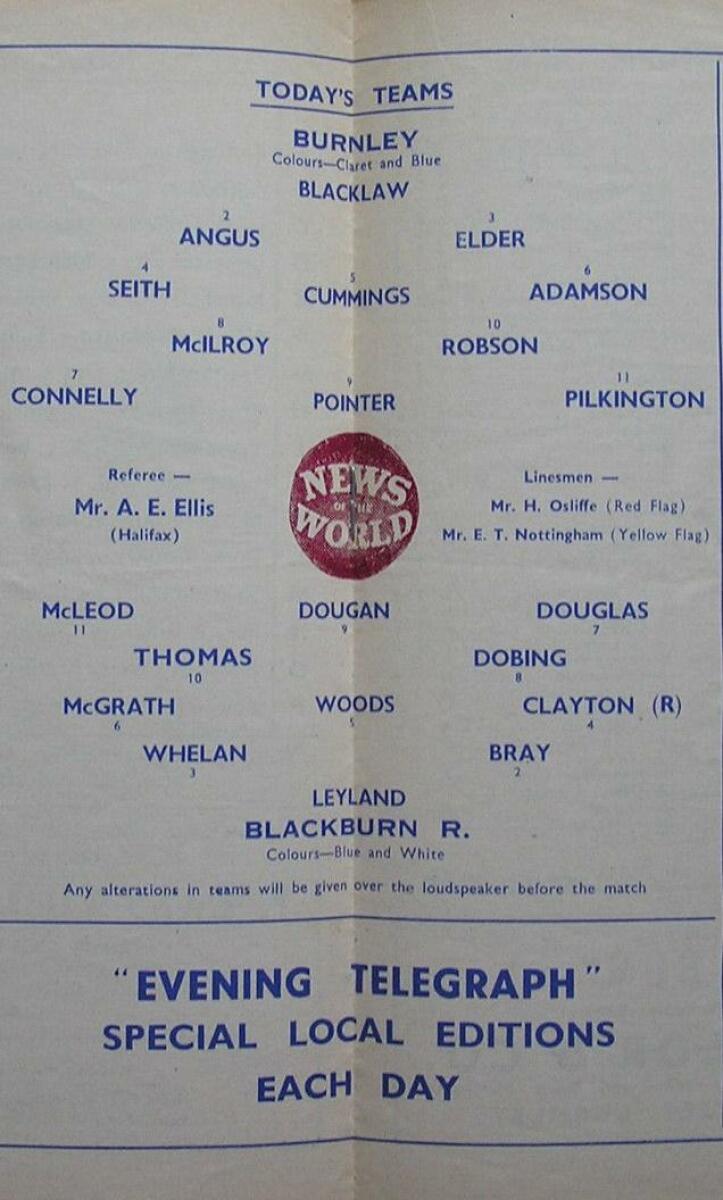 TODAY'S TEAMS
BURNLEY
Colours—Claret and Blue
BLACKLAW
2 3
ANGUS ELDER
4 5 6
SEITH CUMMINGS ADAMSON
8 10
McILROY ROBSON
7 9 11
CONNELLY POINTER PILKINGTON
Referee —
Mr. A. E. Ellis
(Halifax)
NEWS
OF THE
WORLD
Linesmen —
Mr. H. Osliffe (Red Flag)
Mr. E. T. Nottingham (Yellow Flag)
McLEOD DOUGAN DOUGLAS
11 9 7
THOMAS DOBING
10 8
McGRATH WOODS CLAYTON (R)
6 5 4
WHELAN BRAY
3 2
LEYLAND
BLACKBURN R.
Colours—Blue and White
Any alterations in teams will be given over the loudspeaker before the match
"EVENING TELEGRAPH"
SPECIAL LOCAL EDITIONS
EACH DAY